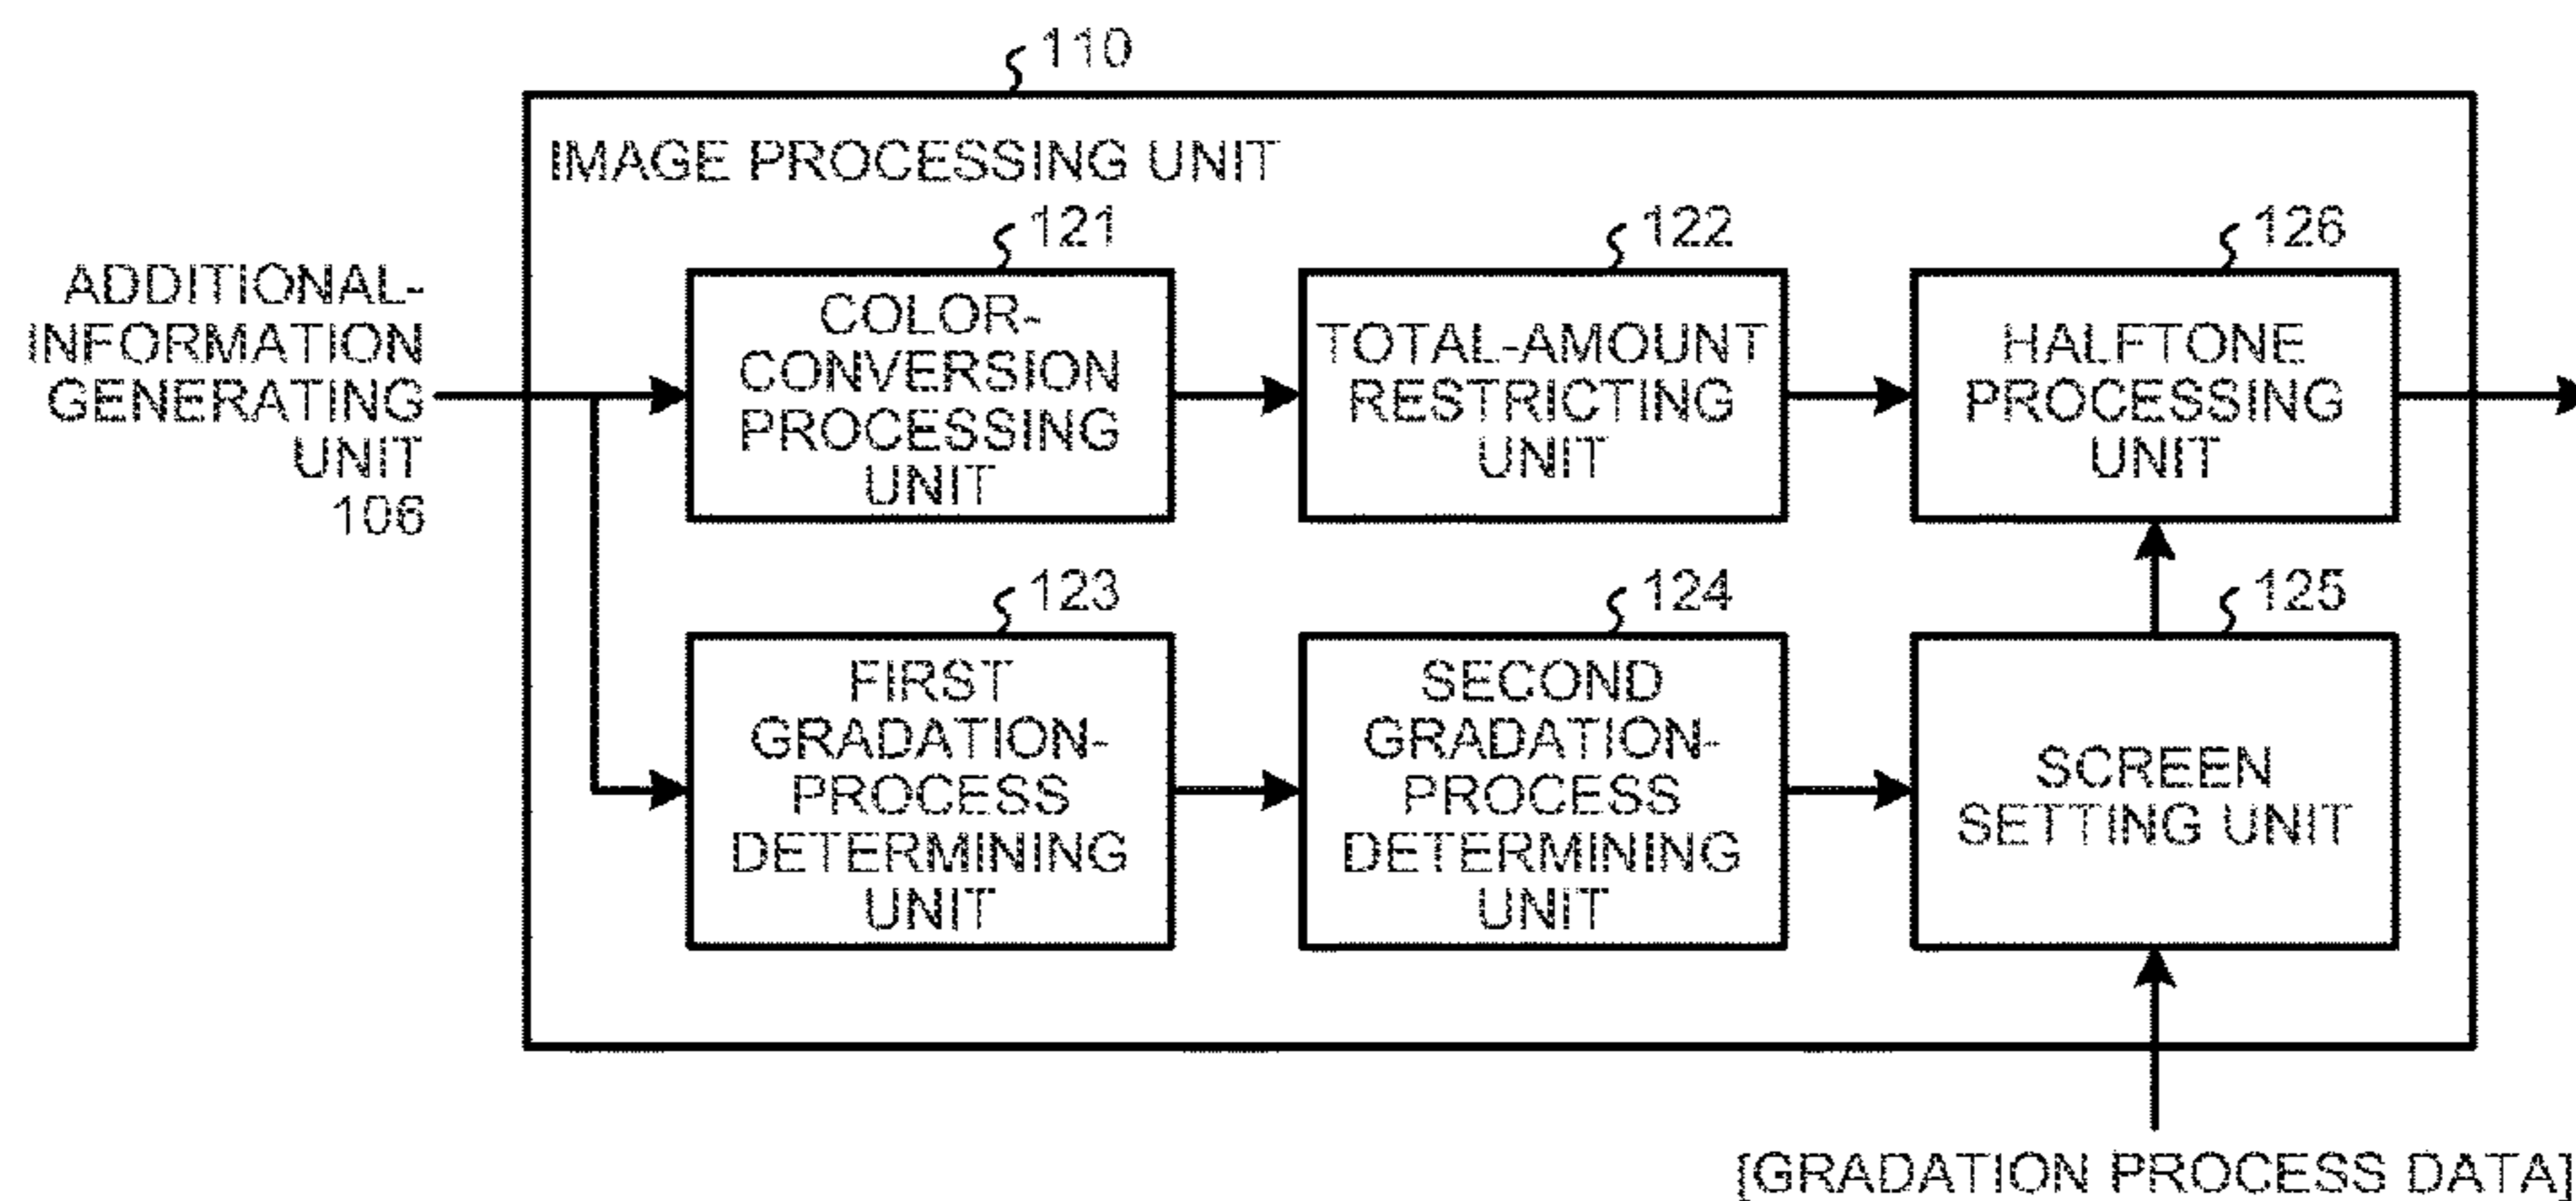 110
IMAGE PROCESSING UNIT
ADDITIONAL-
INFORMATION
GENERATING
UNIT
106
121
COLOR-
CONVERSION
PROCESSING
UNIT
122
TOTAL-AMOUNT
RESTRICTING
UNIT
126
HALFTONE
PROCESSING
UNIT
123
FIRST
GRADATION-
PROCESS
DETERMINING
UNIT
124
SECOND
GRADATION-
PROCESS
DETERMINING
UNIT
125
SCREEN
SETTING UNIT
[GRADATION PROCESS DATA]